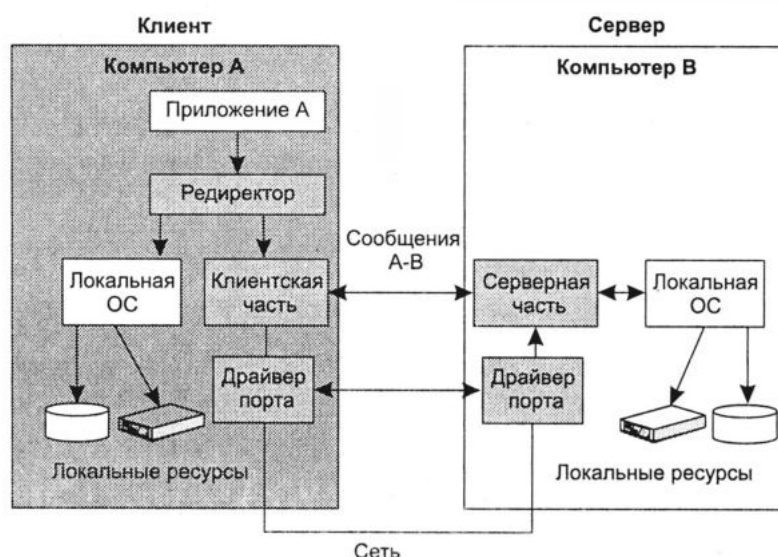 Клиент
Сервер
Компьютер А
Компьютер В
Приложение А
Редиректор
Сообщения
А-В
Локальная
ОС
Клиентская
часть
Серверная
часть
Локальная
ОС
Драйвер
порта
Драйвер
порта
Локальные ресурсы
Локальные ресурсы
Сеть